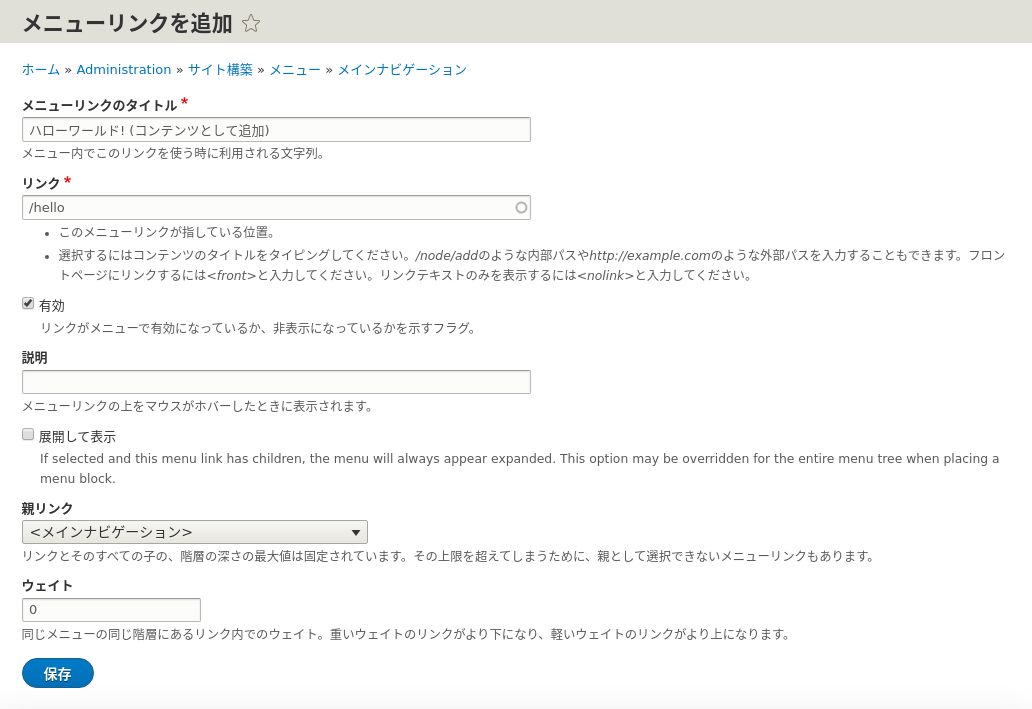 メニューリンクを追加
ホーム » Administration » サイト構築 » メニュー » メインナビゲーション
メニューリンクのタイトル *
ハローワールド! (コンテンツとして追加)
メニュー内でこのリンクを使う時に利用される文字列。
リンク *
/hello
このメニューリンクが指している位置。
選択するにはコンテンツのタイトルをタイピングしてください。/node/addのような内部パスやhttp://example.comのような外部パスを入力することもできます。フロン
トページにリンクするには<front>と入力してください。リンクテキストのみを表示するには<nolink>と入力してください。
有効
リンクがメニューで有効になっているか、非表示になっているかを示すフラグ。
説明
メニューリンクの上をマウスがホバーしたときに表示されます。
展開して表示
If selected and this menu link has children, the menu will always appear expanded. This option may be overridden for the entire menu tree when placing a
menu block.
親リンク
<メインナビゲーション>
リンクとそのすべての子の、階層の深さの最大値は固定されています。その上限を超えてしまうために、親として選択できないメニューリンクもあります。
ウェイト
0
同じメニューの同じ階層にあるリンク内でのウェイト。重いウェイトのリンクがより下になり、軽いウェイトのリンクがより上になります。
保存